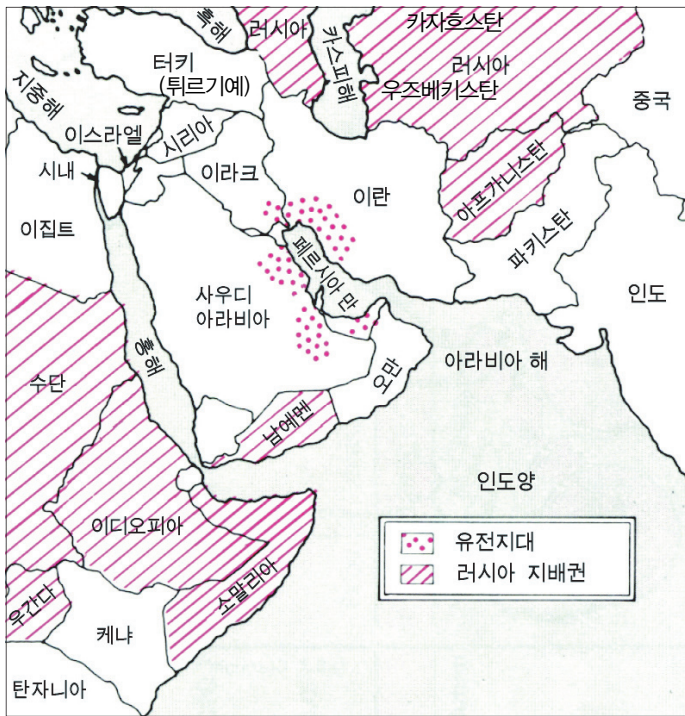 흑해
러시아
카스피해
카자흐스탄
러시아
우즈베키스탄
중국
터키
(튀르기예)
지중해
이스라엘
시리아
시내
이라크
이란
아프가니스탄
파키스탄
이집트
페르시아 만
인도
사우디
아라비아
홍해
오만
아라비아 해
수단
남예멘
인도양
이디오피아
유전지대
러시아 지배권
우간다
소말리아
케냐
탄자니아